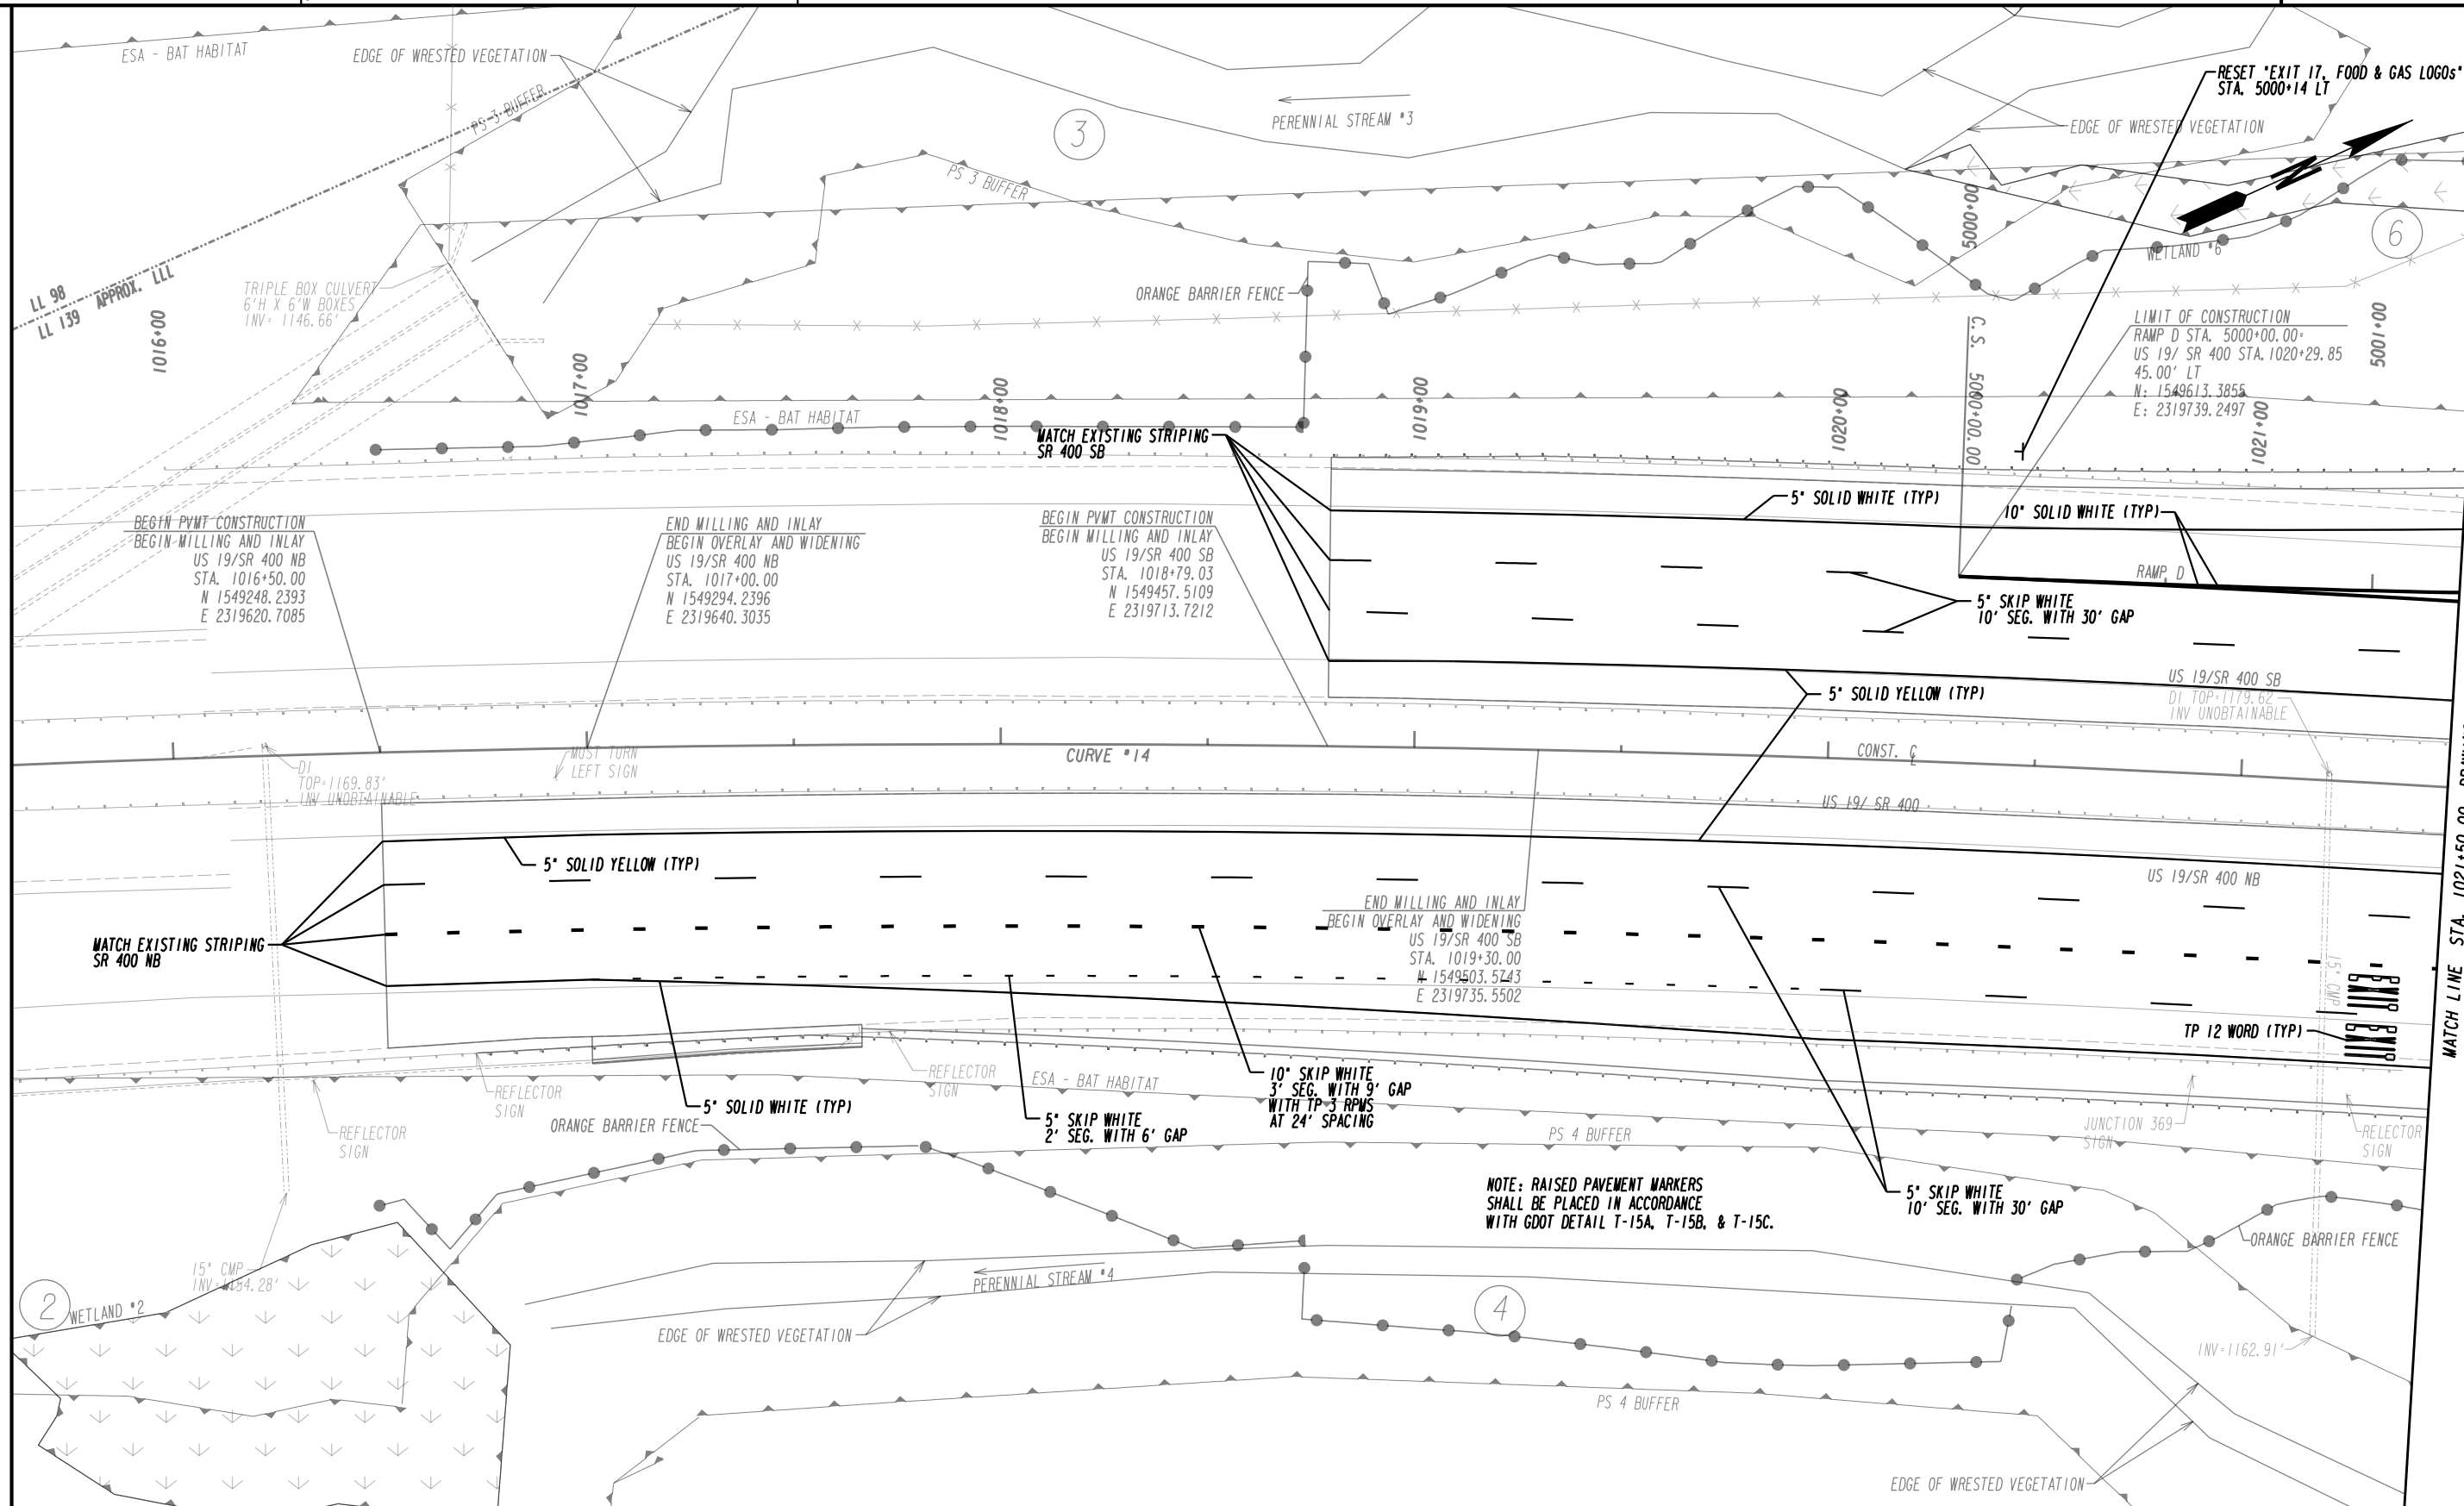 ESA - BAT HABITAT
EDGE OF WRESTED VEGETATION
PS 3 BUFFER
3
PERENNIAL STREAM #3
RESET "EXIT 17, FOOD & GAS LOGOs"
STA. 5000+14 LT
EDGE OF WRESTED VEGETATION
PS 3 BUFFER
5000+00
6
WETLAND #6
LL 98
LL 139
APPROX. LLL
TRIPLE BOX CULVERT
6'H X 6'W BOXES
INV= 1146.66'
ORANGE BARRIER FENCE
1016+00
1017+00
1018+00
1019+00
1020+00
1021+00
5001+00
C.S. 5000+00.00
LIMIT OF CONSTRUCTION
RAMP D STA. 5000+00.00=
US 19/ SR 400 STA.1020+29.85
45.00' LT
N: 1549613.3855
E: 2319739.2497
ESA - BAT HABITAT
MATCH EXISTING STRIPING
SR 400 SB
5" SOLID WHITE (TYP)
10" SOLID WHITE (TYP)
BEGIN PVMT CONSTRUCTION
BEGIN MILLING AND INLAY
US 19/SR 400 NB
STA. 1016+50.00
N 1549248.2393
E 2319620.7085
END MILLING AND INLAY
BEGIN OVERLAY AND WIDENING
US 19/SR 400 NB
STA. 1017+00.00
N 1549294.2396
E 2319640.3035
BEGIN PVMT CONSTRUCTION
BEGIN MILLING AND INLAY
US 19/SR 400 SB
STA. 1018+79.03
N 1549457.5109
E 2319713.7212
RAMP D
5" SKIP WHITE
10' SEG. WITH 30' GAP
US 19/SR 400 SB
DI TOP=1179.62
INV UNOBTAINABLE
5" SOLID YELLOW (TYP)
MUST TURN
LEFT SIGN
CURVE #14
CONST. ℄
DI
TOP=1169.83'
INV UNOBTAINABLE
US 19/ SR 400
5" SOLID YELLOW (TYP)
US 19/SR 400 NB
MATCH EXISTING STRIPING
SR 400 NB
END MILLING AND INLAY
BEGIN OVERLAY AND WIDENING
US 19/SR 400 SB
STA. 1019+30.00
N 1549503.5743
E 2319735.5502
15" CMP
TP 12 WORD (TYP)
MATCH LINE STA. 1021+50.00
REFLECTOR
SIGN
REFLECTOR
SIGN
REFLECTOR
SIGN
ESA - BAT HABITAT
5" SOLID WHITE (TYP)
ORANGE BARRIER FENCE
5" SKIP WHITE
2' SEG. WITH 6' GAP
10" SKIP WHITE
3' SEG. WITH 9' GAP
WITH TP 3 RPMS
AT 24' SPACING
PS 4 BUFFER
JUNCTION 369
SIGN
RELECTOR
SIGN
NOTE: RAISED PAVEMENT MARKERS
SHALL BE PLACED IN ACCORDANCE
WITH GDOT DETAIL T-15A, T-15B, & T-15C.
5" SKIP WHITE
10' SEG. WITH 30' GAP
ORANGE BARRIER FENCE
15" CMP
INV=1154.28'
2
WETLAND #2
PERENNIAL STREAM #4
4
EDGE OF WRESTED VEGETATION
INV=1162.91'
PS 4 BUFFER
EDGE OF WRESTED VEGETATION